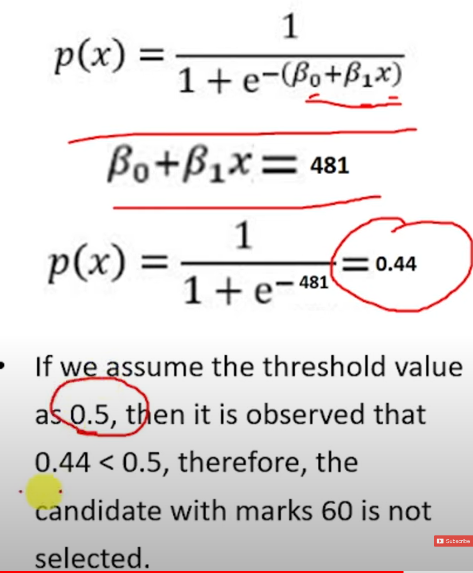 p(x) = 1 / 1 + e^−(β₀+β₁x)
β₀+β₁x = 481
p(x) = 1 / 1 + e^− 481 = 0.44
• If we assume the threshold value
as 0.5, then it is observed that
0.44 < 0.5, therefore, the
candidate with marks 60 is not
selected.
Subscribe